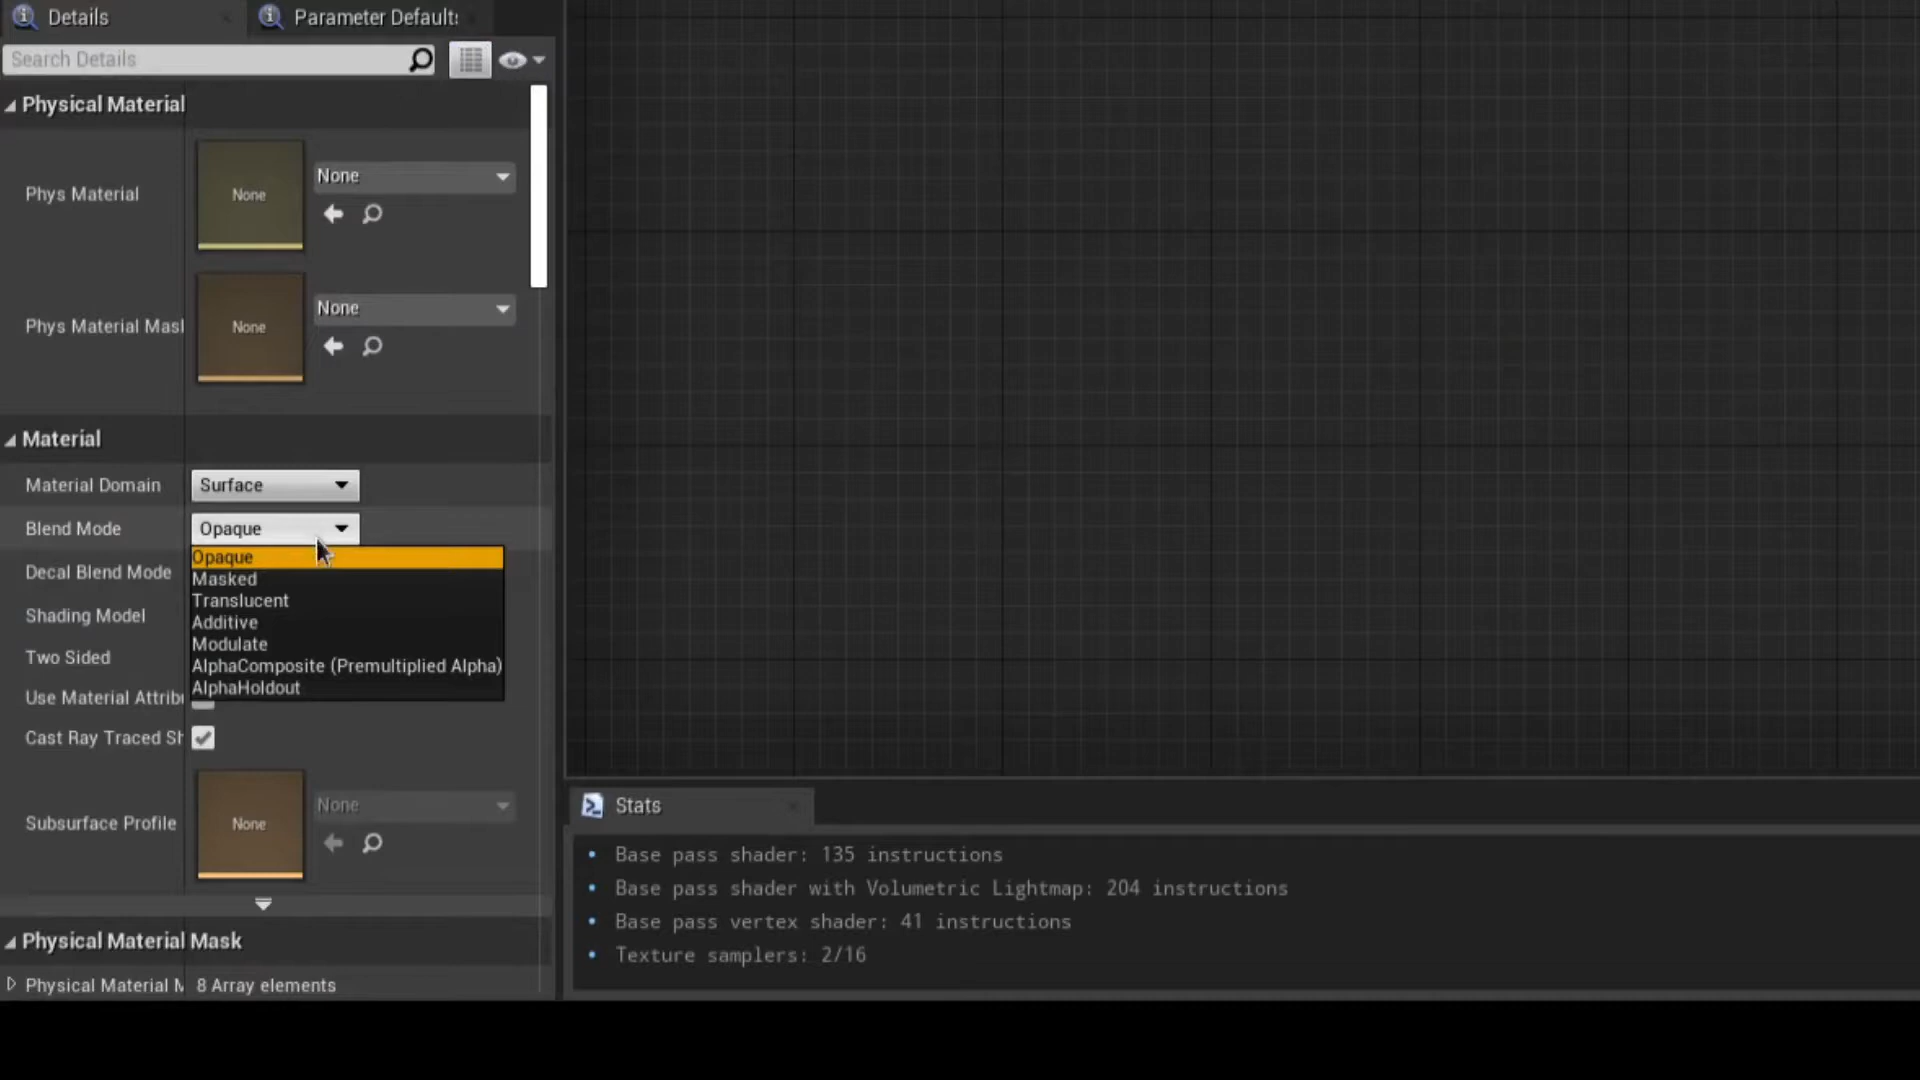 Details
Parameter Default
Search Details
Physical Material
Phys Material
None
None
Phys Material Mas
None
None
Material
Material Domain
Surface
Blend Mode
Opaque
Opaque
Masked
Translucent
Additive
Modulate
AlphaComposite (Premultiplied Alpha)
AlphaHoldout
Decal Blend Mode
Shading Model
Two Sided
Use Material Attrib
Cast Ray Traced Sh
Subsurface Profile
None
None
Physical Material Mask
Physical Material M
8 Array elements
Stats
• Base pass shader: 135 instructions
• Base pass shader with Volumetric Lightmap: 204 instructions
• Base pass vertex shader: 41 instructions
• Texture samplers: 2/16